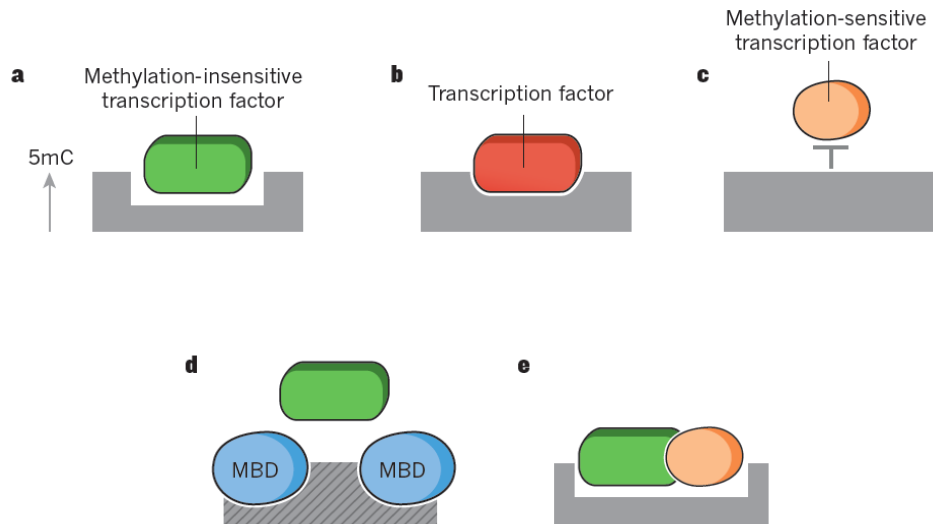 a
Methylation-insensitive
transcription factor
5mC
b
Transcription factor
c
Methylation-sensitive
transcription factor
d
MBD
MBD
e